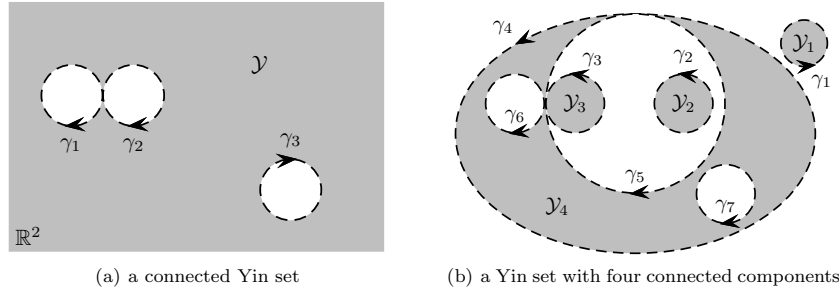 𝒴
γ₁ γ₂ γ₃
ℝ²
(a) a connected Yin set
γ₄
𝒴₁
γ₁
γ₃ γ₂
𝒴₃ 𝒴₂
γ₆
γ₅
𝒴₄ γ₇
(b) a Yin set with four connected components